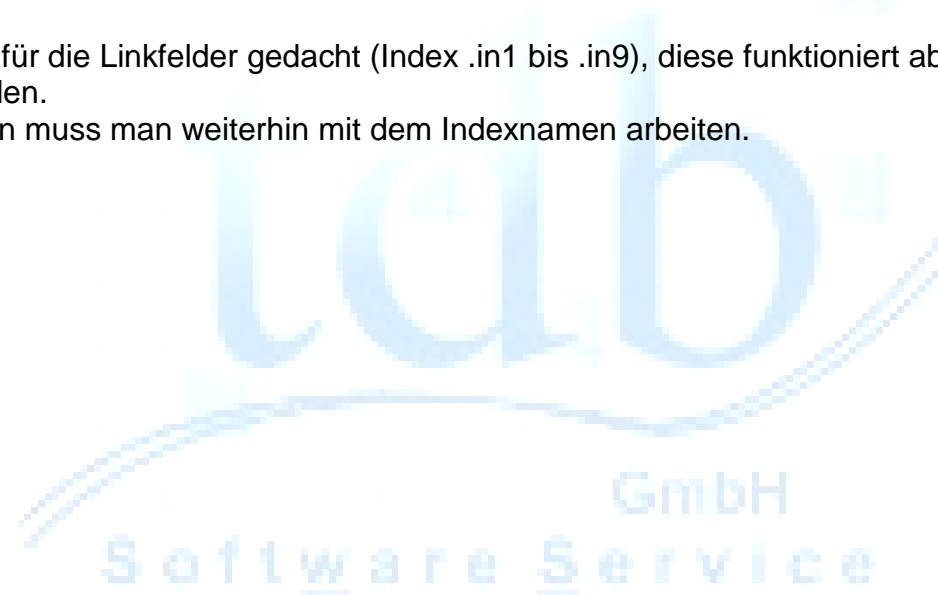 für die Linkfelder gedacht (Index .in1 bis .in9), diese funktioniert ab
len.
n muss man weiterhin mit dem Indexnamen arbeiten.
tdb
GmbH
Software Service